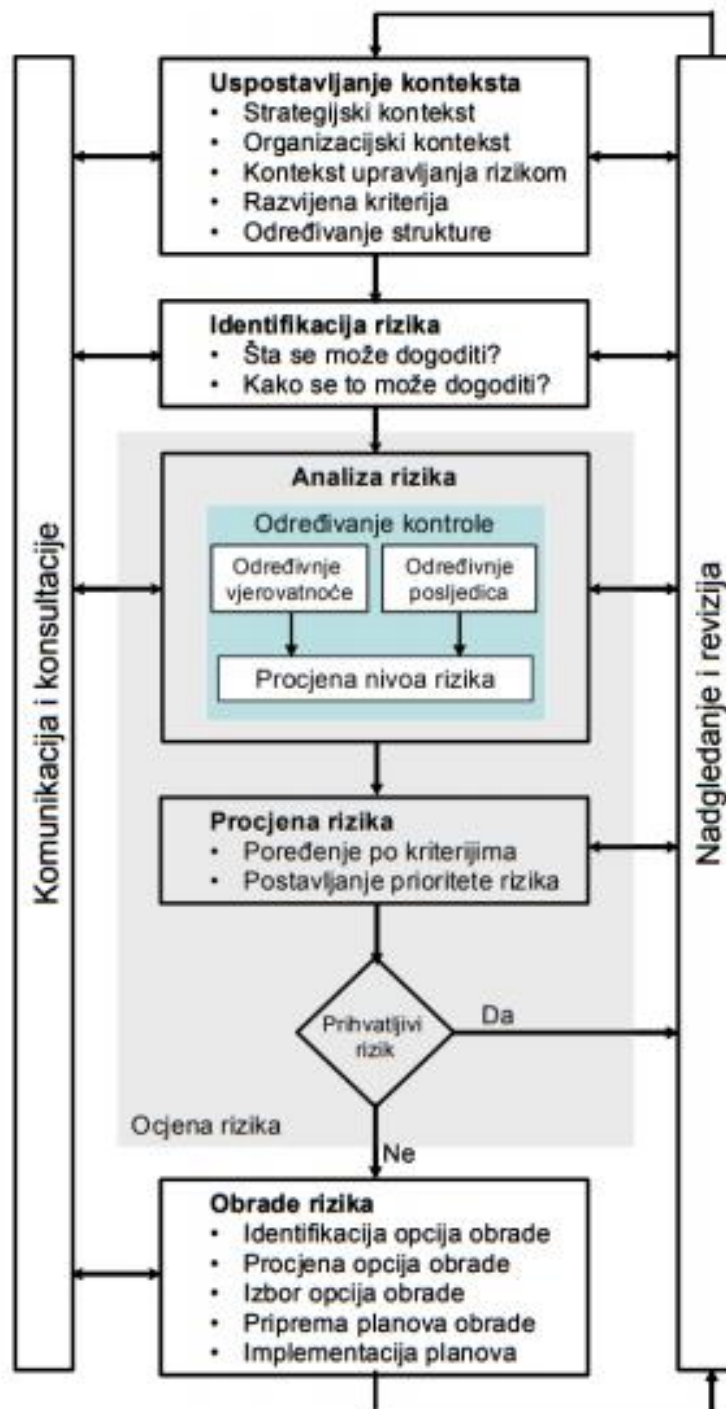 Uspostavljanje konteksta
• Strategijski kontekst
• Organizacijski kontekst
• Kontekst upravljanja rizikom
• Razvijena kriterija
• Određivanje strukture
Identifikacija rizika
• Šta se može dogoditi?
• Kako se to može dogoditi?
Analiza rizika
Određivanje kontrole
Određivnje
vjerovatnoće
Određivnje
posljedica
Procjena nivoa rizika
Procjena rizika
• Poređenje po kriterijima
• Postavljanje prioritete rizika
Prihvatljivi
rizik
Da
Ocjena rizika
Ne
Obrade rizika
• Identifikacija opcija obrade
• Procjena opcija obrade
• Izbor opcija obrade
• Priprema planova obrade
• Implementacija planova
Komunikacija i konsultacije
Nadgledanje i revizija